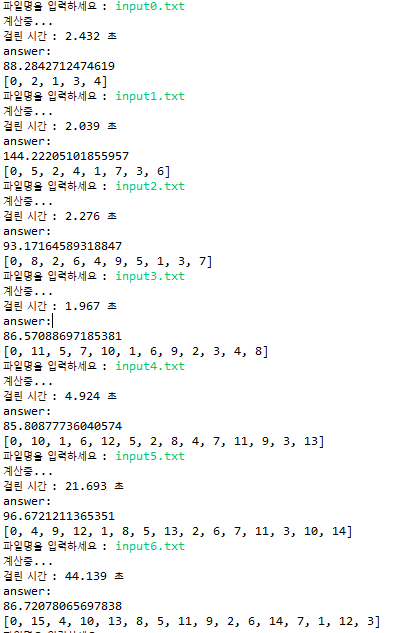 파일명을 입력하세요 : input0.txt
계산중...
걸린 시간 : 2.432 초
answer:
88.2842712474619
[0, 2, 1, 3, 4]
파일명을 입력하세요 : input1.txt
계산중...
걸린 시간 : 2.039 초
answer:
144.22205101855957
[0, 5, 2, 4, 1, 7, 3, 6]
파일명을 입력하세요 : input2.txt
계산중...
걸린 시간 : 2.276 초
answer:
93.17164589318847
[0, 8, 2, 6, 4, 9, 5, 1, 3, 7]
파일명을 입력하세요 : input3.txt
계산중...
걸린 시간 : 1.967 초
answer:
86.57088697185381
[0, 11, 5, 7, 10, 1, 6, 9, 2, 3, 4, 8]
파일명을 입력하세요 : input4.txt
계산중...
걸린 시간 : 4.924 초
answer:
85.80877736040574
[0, 10, 1, 6, 12, 5, 2, 8, 4, 7, 11, 9, 3, 13]
파일명을 입력하세요 : input5.txt
계산중...
걸린 시간 : 21.693 초
answer:
96.6721211365351
[0, 4, 9, 12, 1, 8, 5, 13, 2, 6, 7, 11, 3, 10, 14]
파일명을 입력하세요 : input6.txt
계산중...
걸린 시간 : 44.139 초
answer:
86.72078065697838
[0, 15, 4, 10, 13, 8, 5, 11, 9, 2, 6, 14, 7, 1, 12, 3]